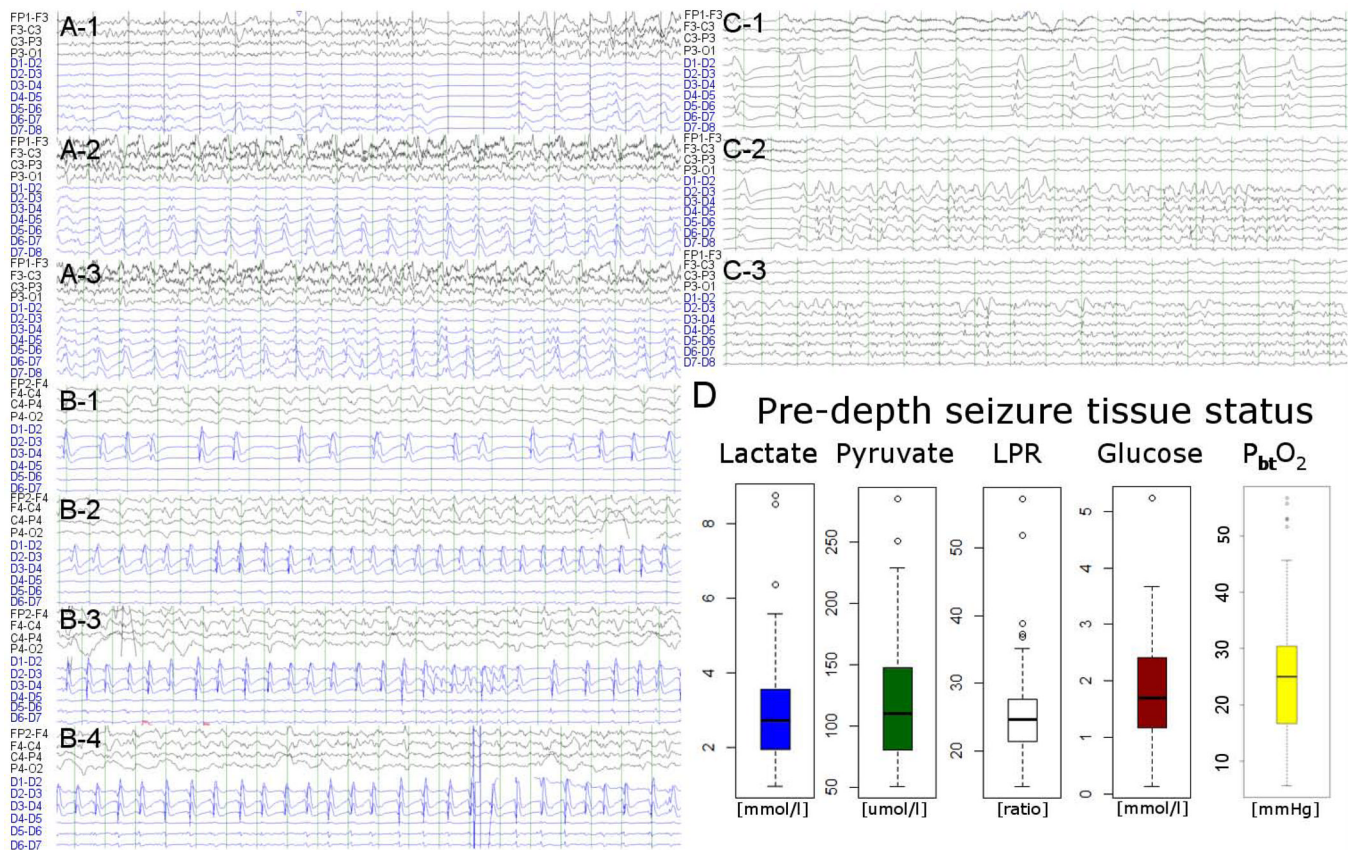 A-1
FP1-F3
F3-C3
C3-P3
P3-O1
D1-D2
D2-D3
D3-D4
D4-D5
D5-D6
D6-D7
D7-D8
A-2
FP1-F3
F3-C3
C3-P3
P3-O1
D1-D2
D2-D3
D3-D4
D4-D5
D5-D6
D6-D7
D7-D8
A-3
FP1-F3
F3-C3
C3-P3
P3-O1
D1-D2
D2-D3
D3-D4
D4-D5
D5-D6
D6-D7
D7-D8
B-1
FP2-F4
F4-C4
C4-P4
P4-O2
D1-D2
D2-D3
D3-D4
D4-D5
D5-D6
D6-D7
B-2
FP2-F4
F4-C4
C4-P4
P4-O2
D1-D2
D2-D3
D3-D4
D4-D5
D5-D6
D6-D7
B-3
FP2-F4
F4-C4
C4-P4
P4-O2
D1-D2
D2-D3
D3-D4
D4-D5
D5-D6
D6-D7
B-4
FP2-F4
F4-C4
C4-P4
P4-O2
D1-D2
D2-D3
D3-D4
D4-D5
D5-D6
D6-D7
C-1
FP1-F3
F3-C3
C3-P3
P3-O1
D1-D2
D2-D3
D3-D4
D4-D5
D5-D6
D6-D7
D7-D8
C-2
FP1-F3
F3-C3
C3-P3
P3-O1
D1-D2
D2-D3
D3-D4
D4-D5
D5-D6
D6-D7
D7-D8
C-3
FP1-F3
F3-C3
C3-P3
P3-O1
D1-D2
D2-D3
D3-D4
D4-D5
D5-D6
D6-D7
D7-D8
D
Pre-depth seizure tissue status
Lactate Pyruvate LPR Glucose PbtO2
8
6
4
2
[mmol/l]
250
200
150
100
50
[umol/l]
50
40
30
20
[ratio]
5
4
3
2
1
0
[mmol/l]
50
40
30
20
10
[mmHg]